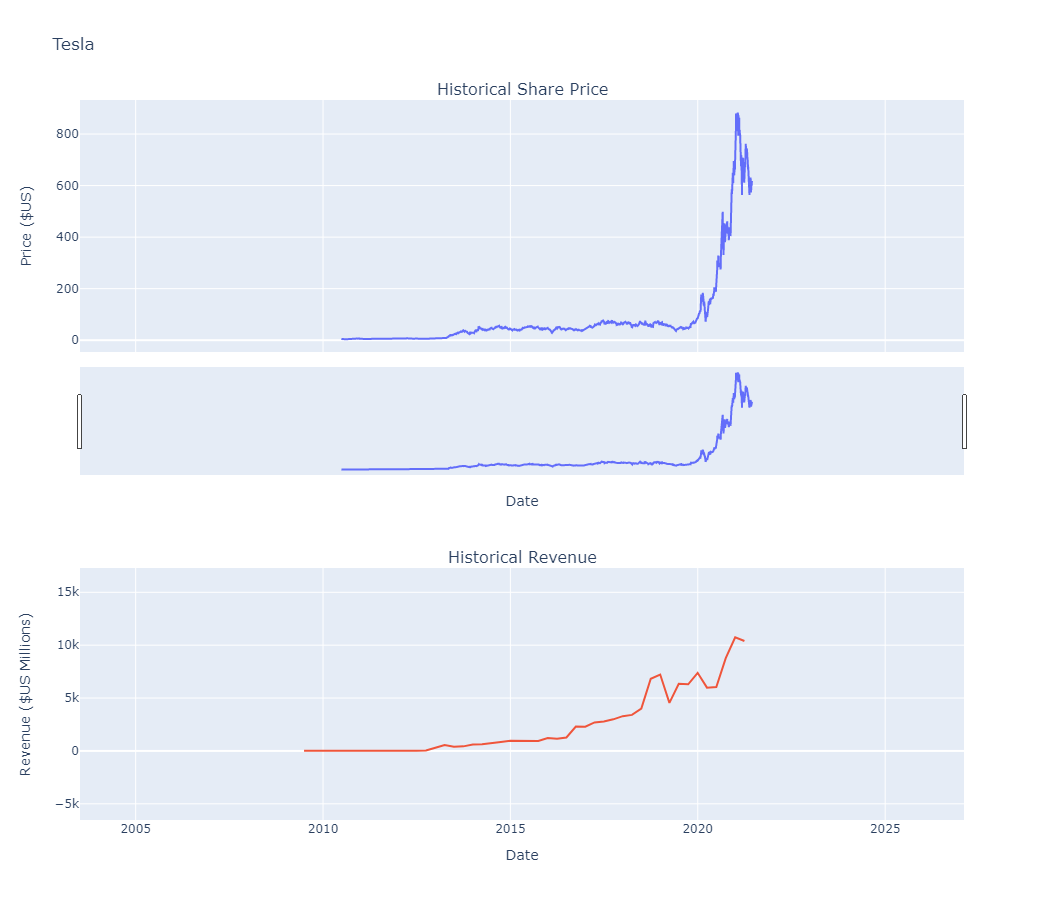 Tesla
Historical Share Price
800
600
400
200
0
Price ($US)
Date
Historical Revenue
15k
10k
5k
0
−5k
Revenue ($US Millions)
2005 2010 2015 2020 2025
Date